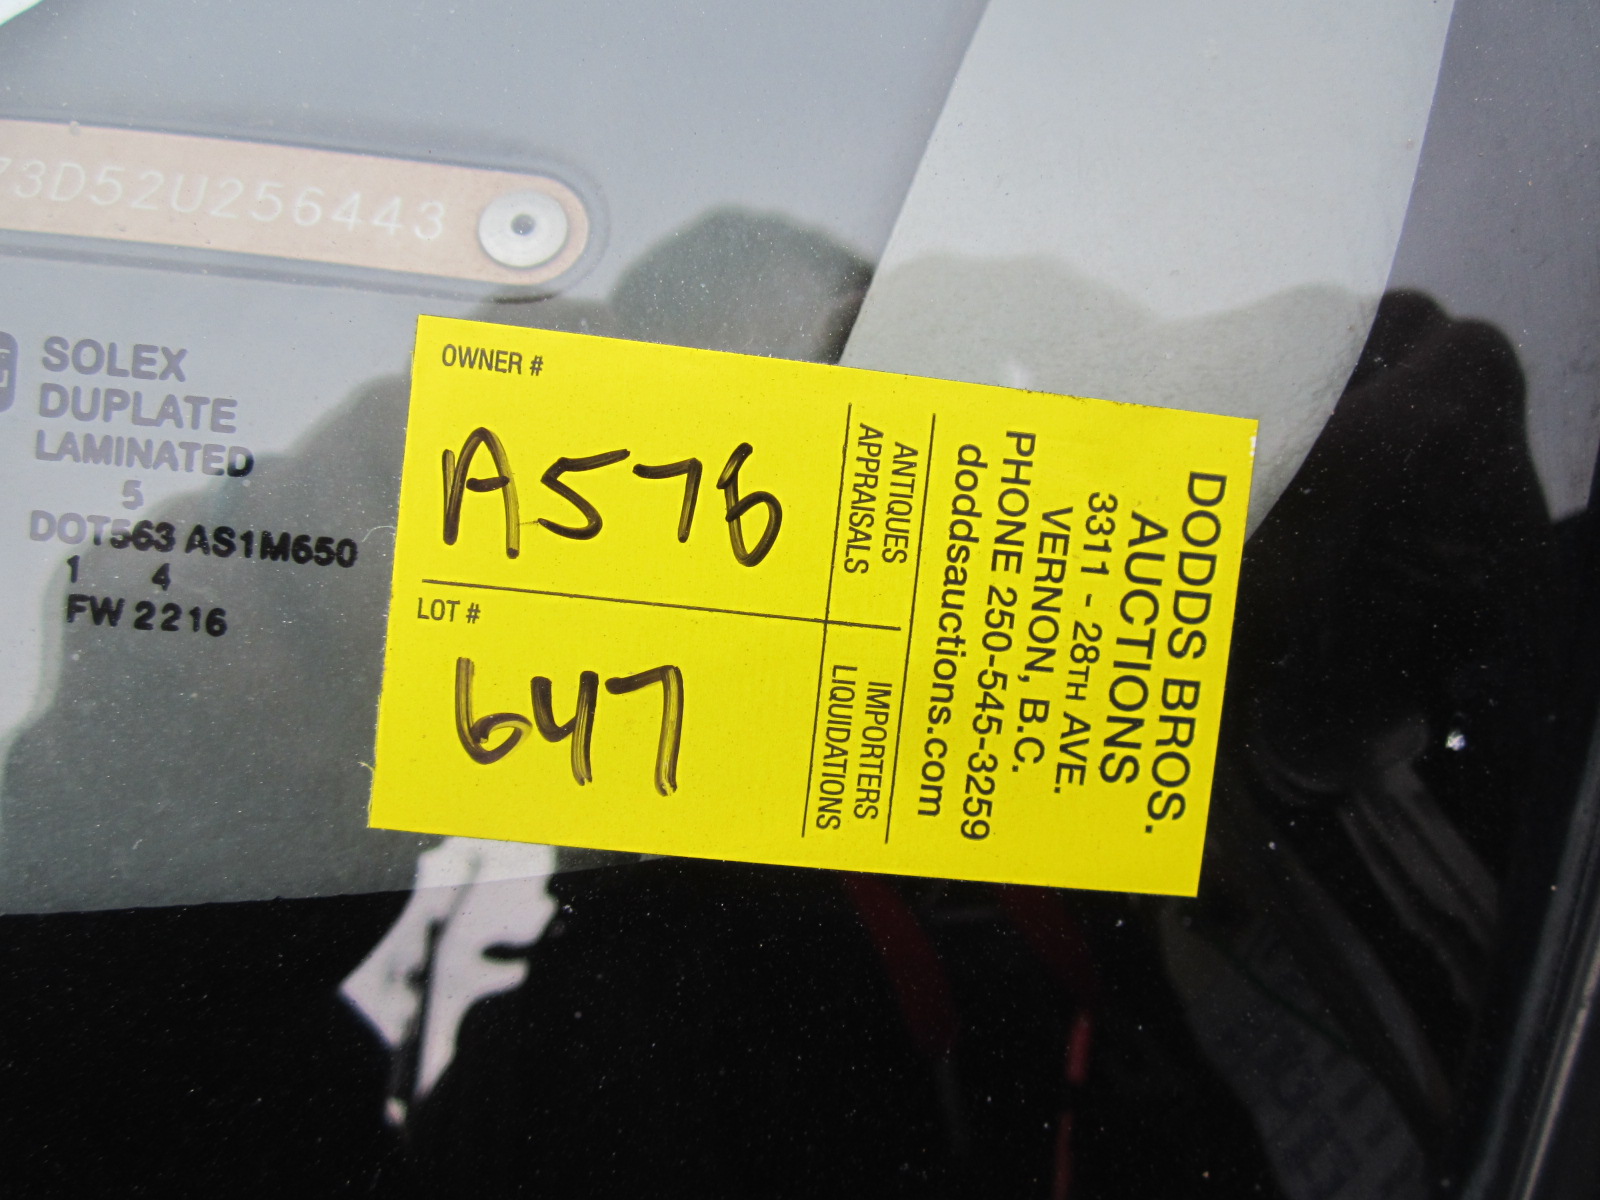 73D52U256443
SOLEX
DUPLATE
LAMINATED
5
DOT563 AS1M650
1 4
FW 2216
OWNER #
A576
LOT #
647
ANTIQUES
APPRAISALS
IMPORTERS
LIQUIDATIONS
DODDS BROS.
AUCTIONS
3311 - 28TH AVE.
VERNON, B.C.
PHONE 250-545-3259
doddsauctions.com